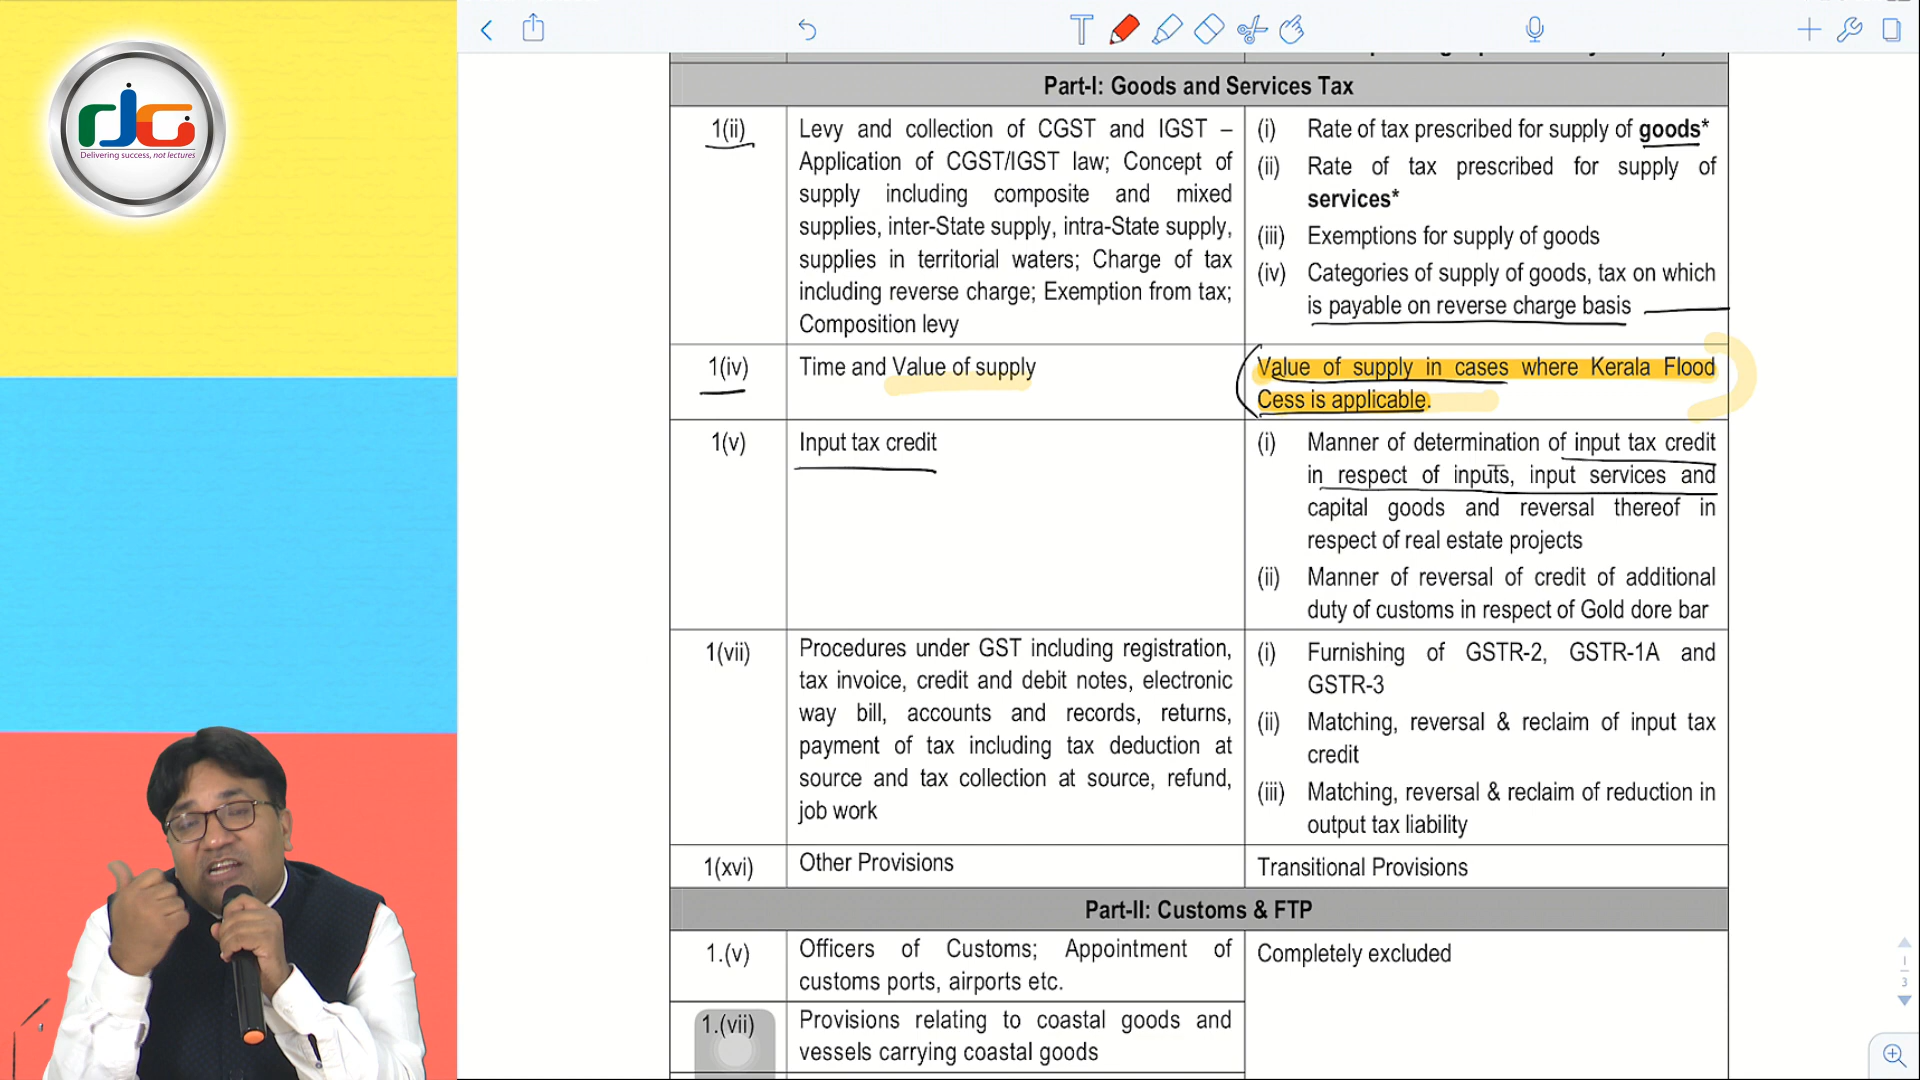 Delivering success, not lectures
Part-I: Goods and Services Tax
1(ii)
Levy and collection of CGST and IGST –
Application of CGST/IGST law; Concept of
supply including composite and mixed
supplies, inter-State supply, intra-State supply,
supplies in territorial waters; Charge of tax
including reverse charge; Exemption from tax;
Composition levy
(i) Rate of tax prescribed for supply of goods*
(ii) Rate of tax prescribed for supply of
services*
(iii) Exemptions for supply of goods
(iv) Categories of supply of goods, tax on which
is payable on reverse charge basis
1(iv)
Time and Value of supply
Value of supply in cases where Kerala Flood
Cess is applicable.
1(v)
Input tax credit
(i) Manner of determination of input tax credit
in respect of inputs, input services and
capital goods and reversal thereof in
respect of real estate projects
(ii) Manner of reversal of credit of additional
duty of customs in respect of Gold dore bar
1(vii)
Procedures under GST including registration,
tax invoice, credit and debit notes, electronic
way bill, accounts and records, returns,
payment of tax including tax deduction at
source and tax collection at source, refund,
job work
(i) Furnishing of GSTR-2, GSTR-1A and
GSTR-3
(ii) Matching, reversal & reclaim of input tax
credit
(iii) Matching, reversal & reclaim of reduction in
output tax liability
1(xvi)
Other Provisions
Transitional Provisions
Part-II: Customs & FTP
1.(v)
Officers of Customs; Appointment of
customs ports, airports etc.
Completely excluded
1.(vii)
Provisions relating to coastal goods and
vessels carrying coastal goods
1
3